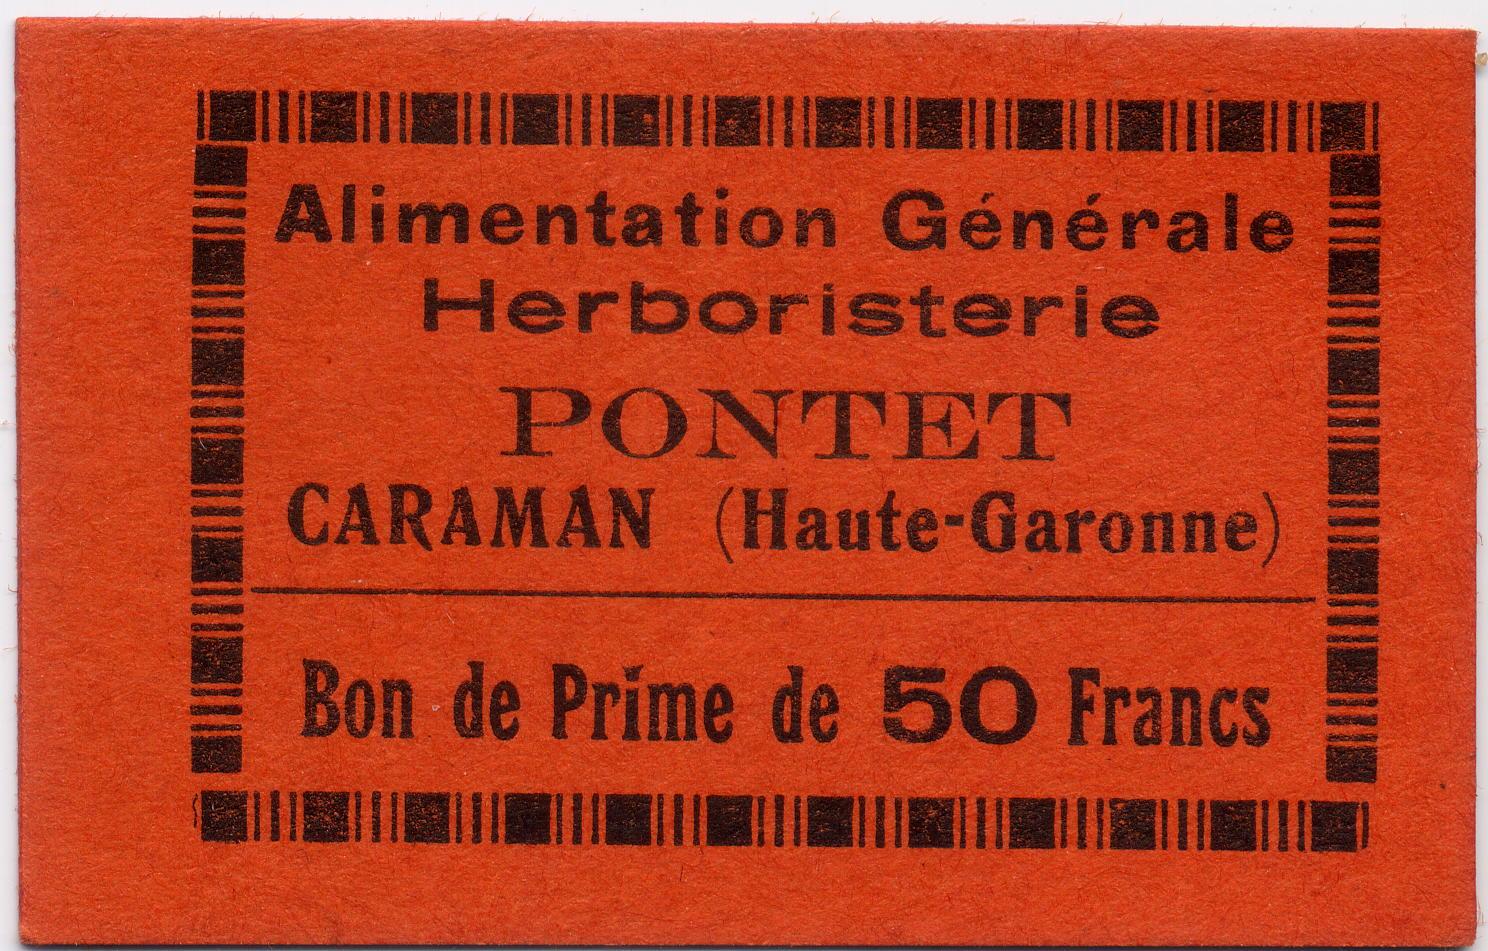 Alimentation Générale
Herboristerie
PONTET
CARAMAN (Haute-Garonne)
Bon de Prime de 50 Francs